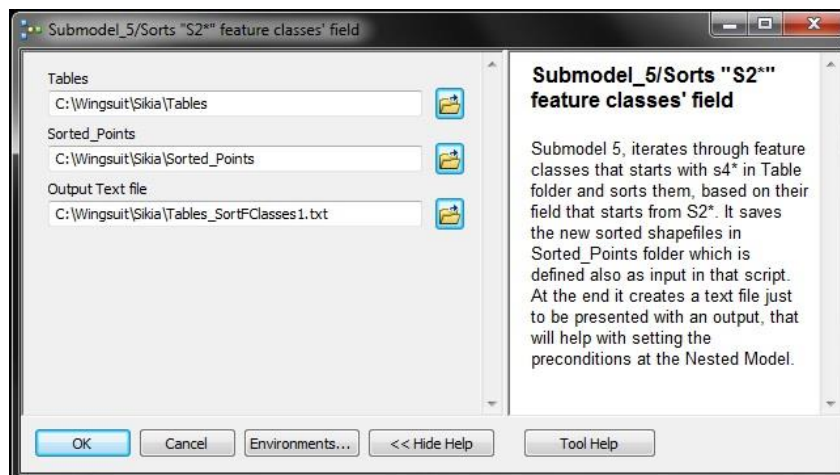 Submodel_5/Sorts "S2*" feature classes' field
Tables
C:\Wingsuit\Sikia\Tables
Sorted_Points
C:\Wingsuit\Sikia\Sorted_Points
Output Text file
C:\Wingsuit\Sikia\Tables_SortFClasses1.txt
Submodel_5/Sorts "S2*"
feature classes' field
Submodel 5, iterates through feature
classes that starts with s4* in Table
folder and sorts them, based on their
field that starts from S2*. It saves
the new sorted shapefiles in
Sorted_Points folder which is
defined also as input in that script.
At the end it creates a text file just
to be presented with an output, that
will help with setting the
preconditions at the Nested Model.
OK
Cancel
Environments...
<< Hide Help
Tool Help